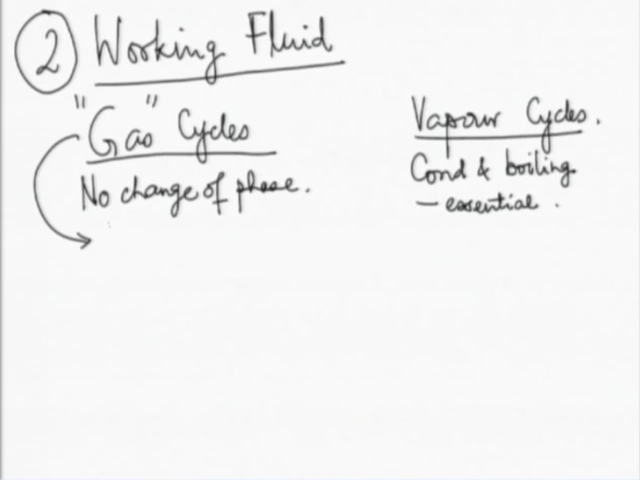 2 Working Fluid
"Gas" Cycles
No change of phase.
Vapour Cycles.
Cond & boiling
– essential.